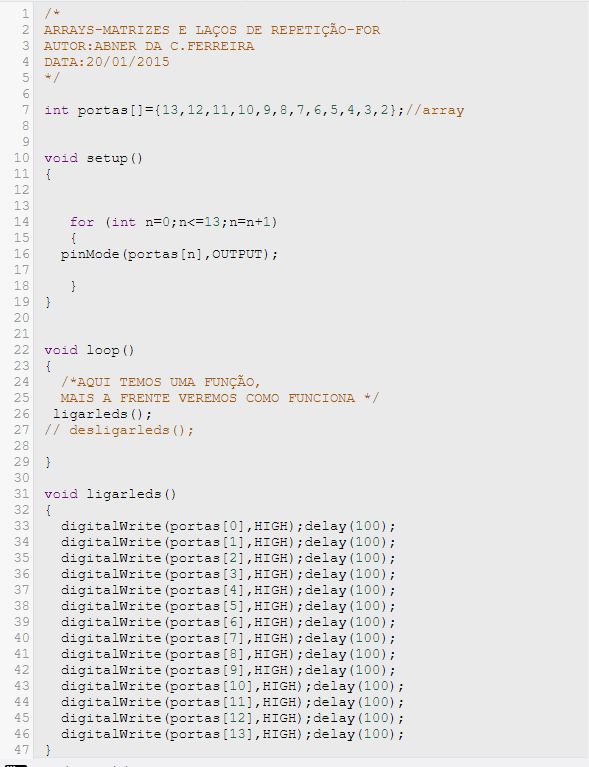 1 /*
2 ARRAYS-MATRIZES E LAÇOS DE REPETIÇÃO-FOR
3 AUTOR:ABNER DA C.FERREIRA
4 DATA:20/01/2015
5 */
6
7 int portas[]={13,12,11,10,9,8,7,6,5,4,3,2};//array
8
9
10 void setup()
11 {
12
13
14 for (int n=0;n<=13;n=n+1)
15 {
16 pinMode(portas[n],OUTPUT);
17
18 }
19 }
20
21
22 void loop()
23 {
24 /*AQUI TEMOS UMA FUNÇÃO,
25 MAIS A FRENTE VEREMOS COMO FUNCIONA */
26 ligarleds();
27 // desligarleds();
28
29 }
30
31 void ligarleds()
32 {
33 digitalWrite(portas[0],HIGH);delay(100);
34 digitalWrite(portas[1],HIGH);delay(100);
35 digitalWrite(portas[2],HIGH);delay(100);
36 digitalWrite(portas[3],HIGH);delay(100);
37 digitalWrite(portas[4],HIGH);delay(100);
38 digitalWrite(portas[5],HIGH);delay(100);
39 digitalWrite(portas[6],HIGH);delay(100);
40 digitalWrite(portas[7],HIGH);delay(100);
41 digitalWrite(portas[8],HIGH);delay(100);
42 digitalWrite(portas[9],HIGH);delay(100);
43 digitalWrite(portas[10],HIGH);delay(100);
44 digitalWrite(portas[11],HIGH);delay(100);
45 digitalWrite(portas[12],HIGH);delay(100);
46 digitalWrite(portas[13],HIGH);delay(100);
47 }